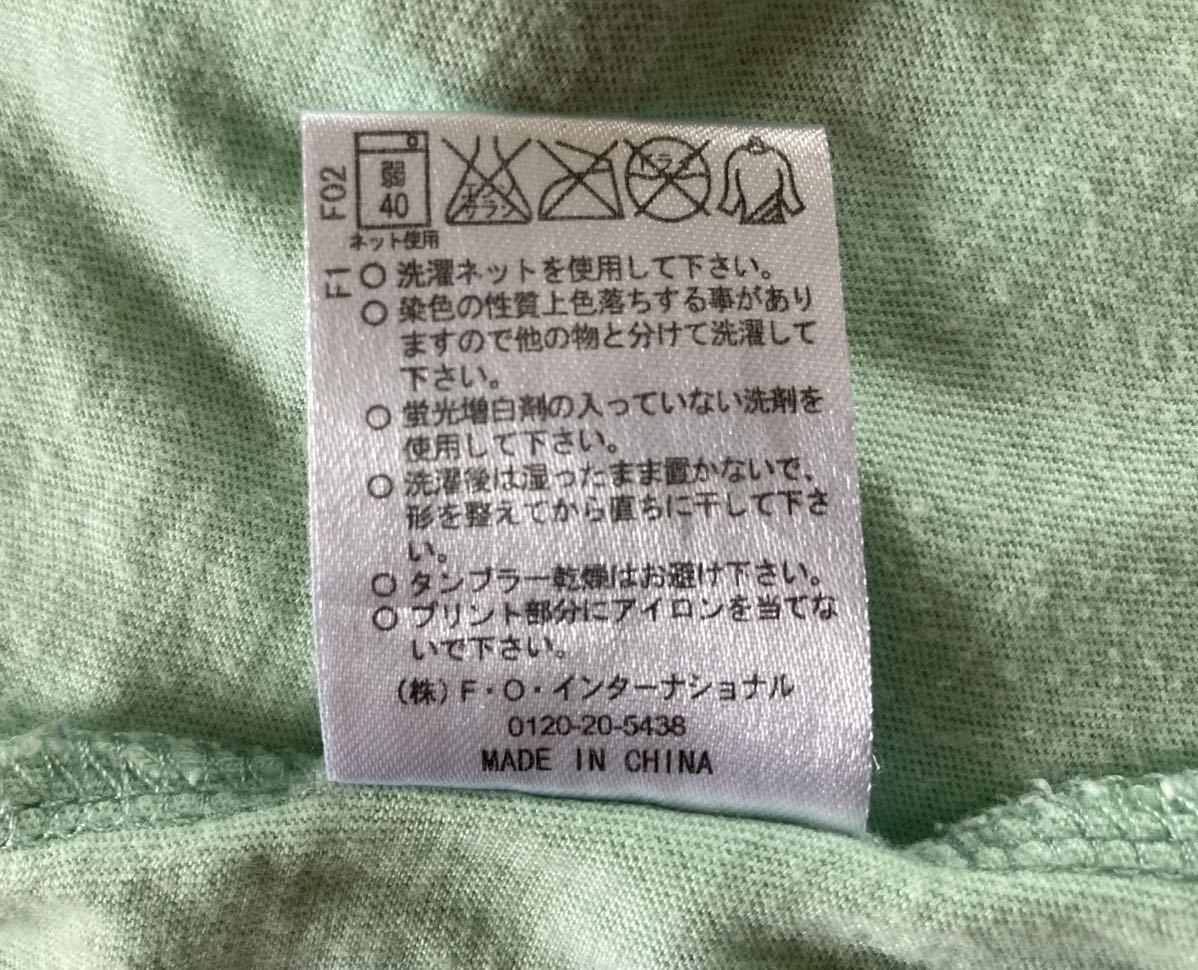 F02
弱
40
エンソ
サラシ
ドライ
ネット使用
F1
○ 洗濯ネットを使用して下さい。
○ 染色の性質上色落ちする事があり
ますので他の物と分けて洗濯して
下さい。
○ 蛍光増白剤の入っていない洗剤を
使用して下さい。
○ 洗濯後は湿ったまま置かないで、
形を整えてから直ちに干して下さ
い。
○ タンブラー乾燥はお避け下さい。
○ プリント部分にアイロンを当てな
いで下さい。
(株)F・O・インターナショナル
0120-20-5438
MADE IN CHINA